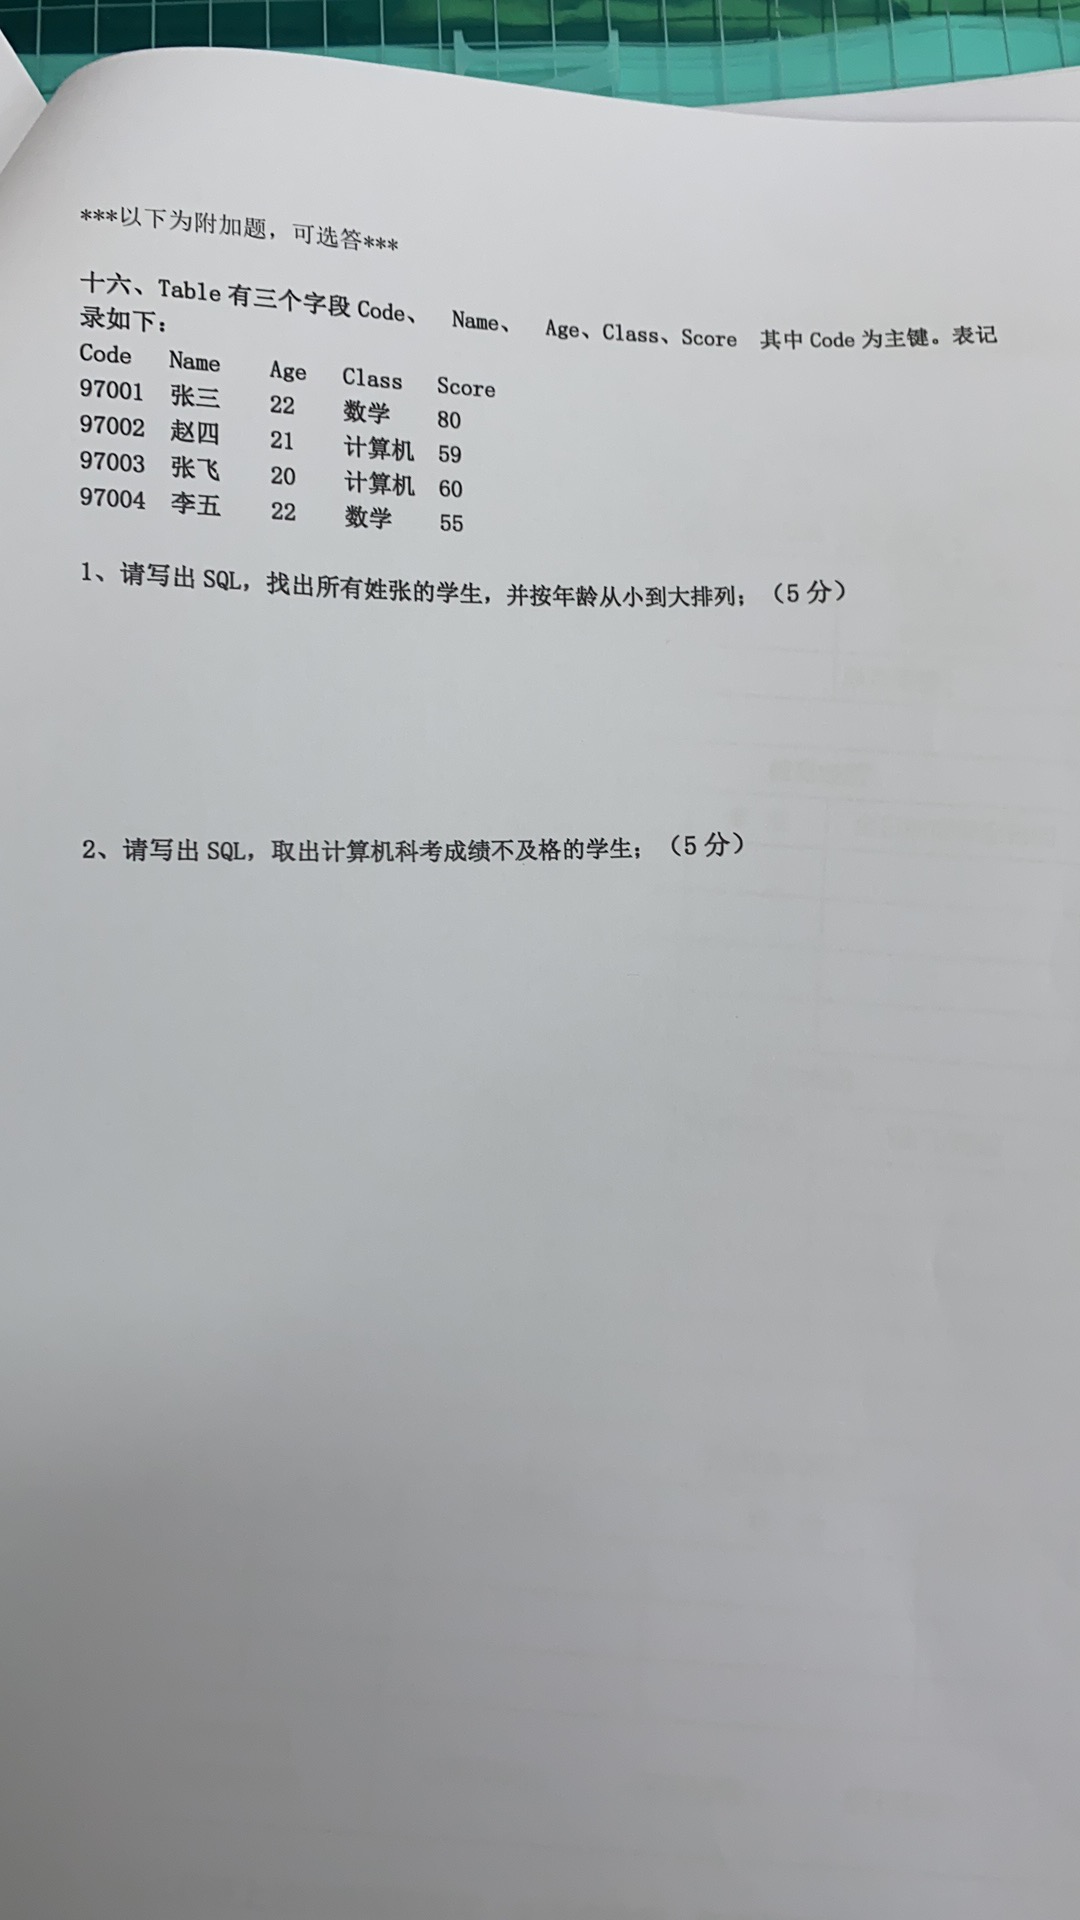 ***以下为附加题，可选答***
十六、Table 有三个字段 Code、 Name、 Age、Class、Score 其中 Code 为主键。表记
录如下：
Code Name Age Class Score
97001 张三 22 数学 80
97002 赵四 21 计算机 59
97003 张飞 20 计算机 60
97004 李五 22 数学 55
1、请写出 SQL，找出所有姓张的学生，并按年龄从小到大排列；（5 分）
2、请写出 SQL，取出计算机科考成绩不及格的学生；（5 分）